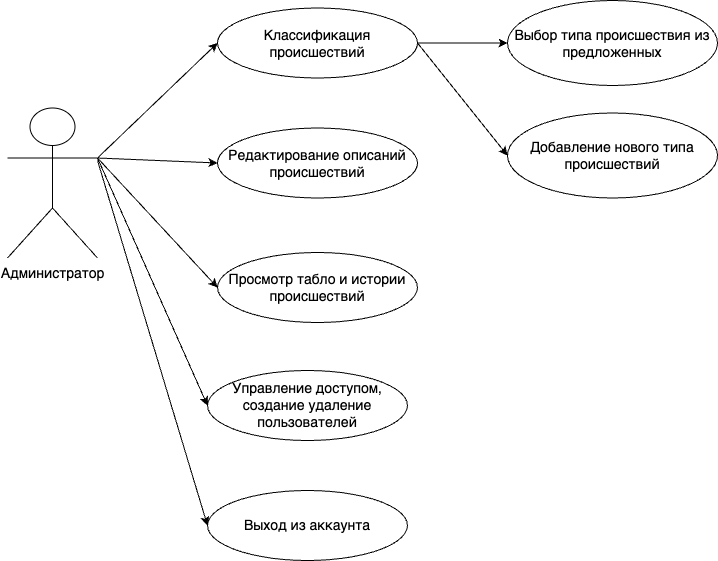 Классификация
происшествий
Выбор типа происшествия из
предложенных
Редактирование описаний
происшествий
Добавление нового типа
происшествий
Администратор
Просмотр табло и истории
происшествий
Управление доступом,
создание удаление
пользователей
Выход из аккаунта